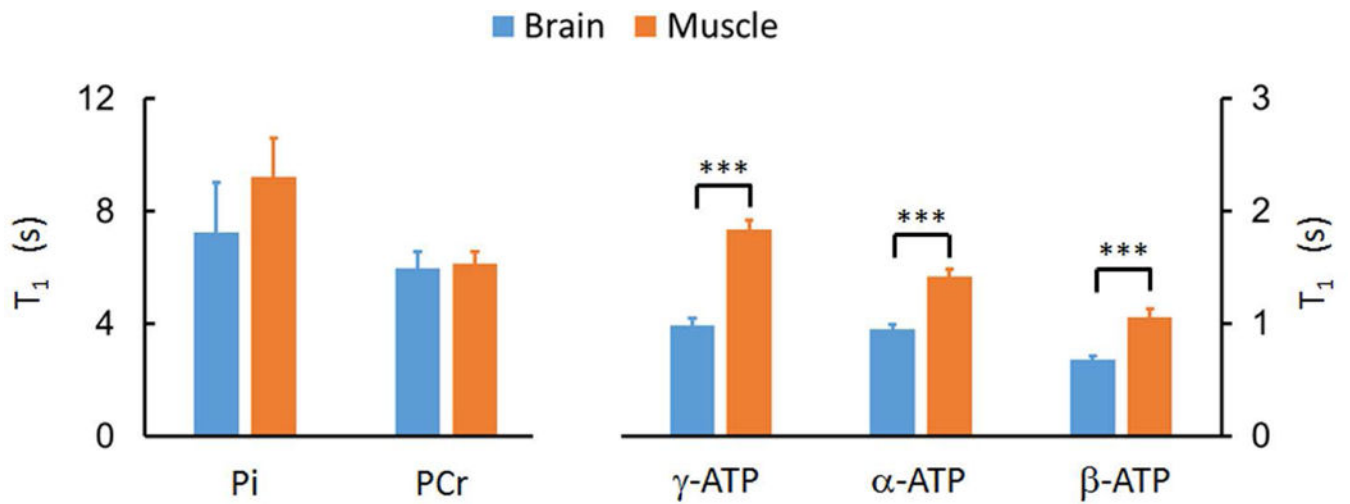 Brain Muscle
12
8
4
0
T₁ (s)
Pi PCr
***
***
***
γ-ATP α-ATP β-ATP
3
2
1
0
T₁ (s)